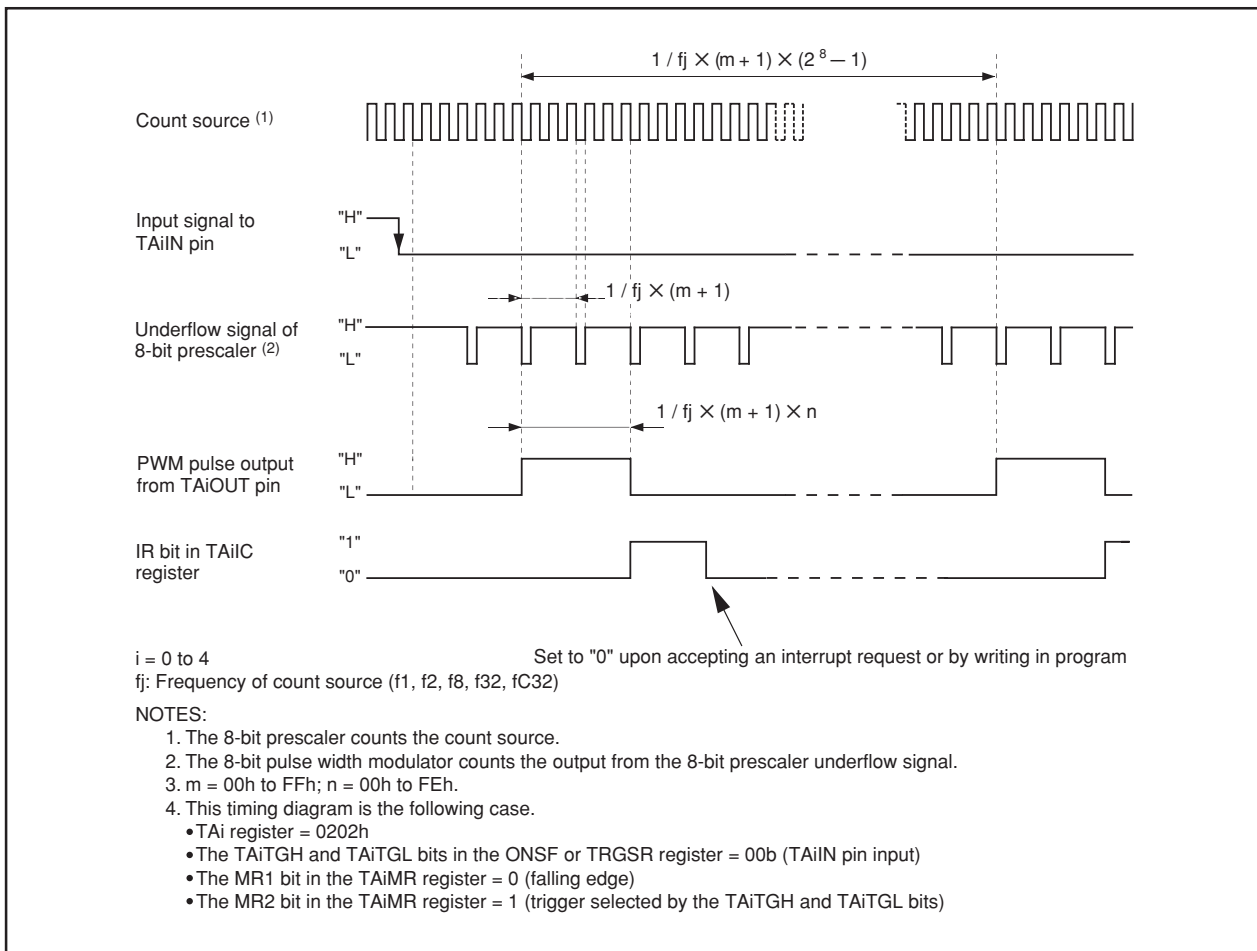 1 / fj × (m + 1) × (2 8 — 1)
Count source (1)
Input signal to
TAiIN pin
"H"
"L"
1 / fj × (m + 1)
Underflow signal of
8-bit prescaler (2)
"H"
"L"
1 / fj × (m + 1) × n
PWM pulse output
from TAiOUT pin
"H"
"L"
IR bit in TAiIC
register
"1"
"0"
Set to "0" upon accepting an interrupt request or by writing in program
i = 0 to 4
fj: Frequency of count source (f1, f2, f8, f32, fC32)
NOTES:
1. The 8-bit prescaler counts the count source.
2. The 8-bit pulse width modulator counts the output from the 8-bit prescaler underflow signal.
3. m = 00h to FFh; n = 00h to FEh.
4. This timing diagram is the following case.
•TAi register = 0202h
•The TAiTGH and TAiTGL bits in the ONSF or TRGSR register = 00b (TAiIN pin input)
•The MR1 bit in the TAiMR register = 0 (falling edge)
•The MR2 bit in the TAiMR register = 1 (trigger selected by the TAiTGH and TAiTGL bits)